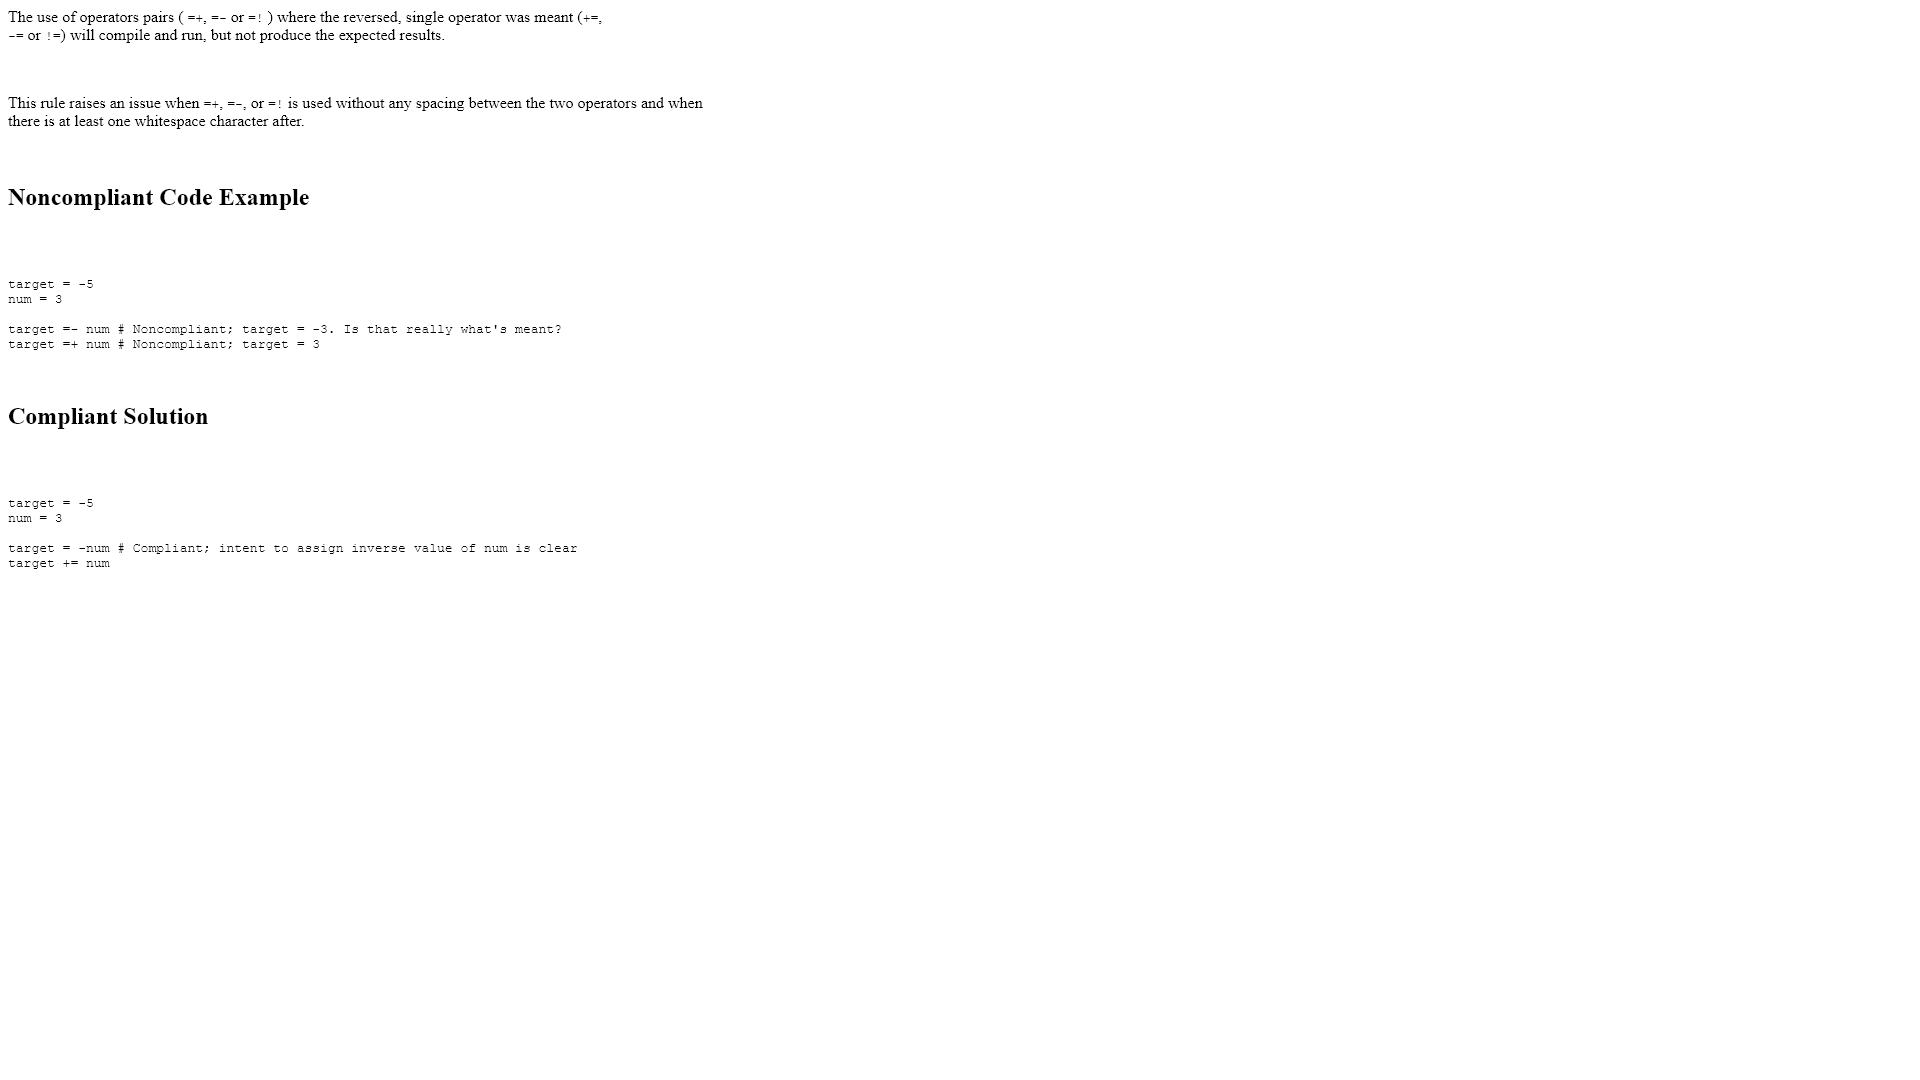 The use of operators pairs ( =+, =- or =! ) where the reversed, single operator was meant (+=,
-= or !=) will compile and run, but not produce the expected results.
This rule raises an issue when =+, =-, or =! is used without any spacing between the two operators and when
there is at least one whitespace character after.
Noncompliant Code Example
target = -5
num = 3
target =- num # Noncompliant; target = -3. Is that really what's meant?
target =+ num # Noncompliant; target = 3
Compliant Solution
target = -5
num = 3
target = -num # Compliant; intent to assign inverse value of num is clear
target += num